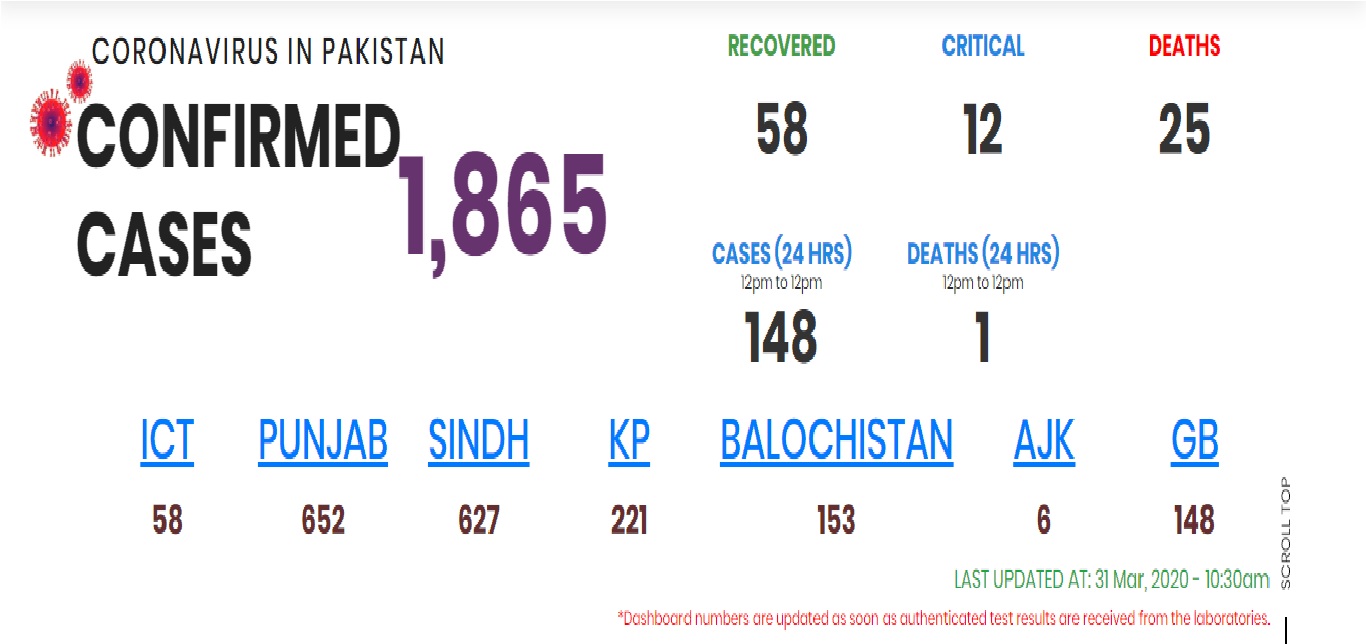 CORONAVIRUS IN PAKISTAN
CONFIRMED
CASES
1,865
RECOVERED CRITICAL DEATHS
58 12 25
CASES (24 HRS) DEATHS (24 HRS)
12pm to 12pm 12pm to 12pm
148 1
ICT PUNJAB SINDH KP BALOCHISTAN AJK GB
58 652 627 221 153 6 148
LAST UPDATED AT: 31 Mar, 2020 - 10:30am
*Dashboard numbers are updated as soon as authenticated test results are received from the laboratories.
SCROLL TOP